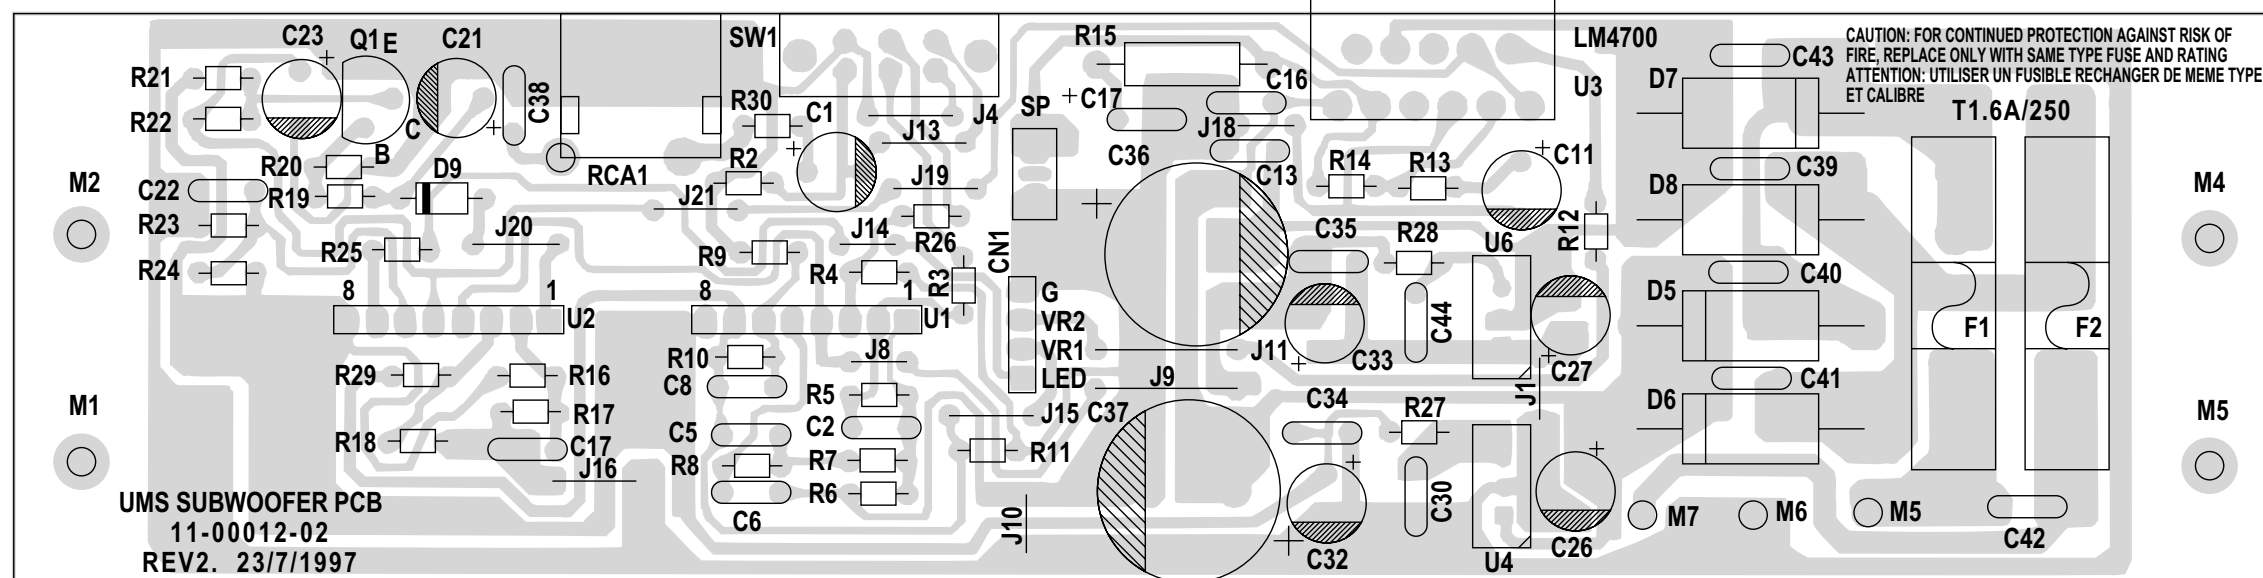 C23
Q1
E
C21
SW1
R15
LM4700
C43
CAUTION: FOR CONTINUED PROTECTION AGAINST RISK OF
FIRE, REPLACE ONLY WITH SAME TYPE FUSE AND RATING
ATTENTION: UTILISER UN FUSIBLE RECHANGER DE MEME TYPE
ET CALIBRE
T1.6A/250
R21
R22
C38
R30
C1
J4
SP
+
C17
C16
U3
D7
C
B
J13
J18
C36
R20
D9
RCA1
R2
C13
R14
R13
C11
C39
M2
C22
R19
J21
J19
D8
M4
R23
R25
J20
R9
J14
R26
CN1
C35
R28
U6
R12
R24
R4
R3
C40
8
1
U2
8
1
U1
G
VR2
VR1
LED
D5
C44
F1
F2
R29
R16
R10
J8
J11
C33
C27
C8
R5
J9
J1
C41
M1
R17
J15
C37
C34
R27
D6
M5
R18
C17
C5
C2
R11
J16
R8
R7
R6
C6
J10
C32
C30
U4
C26
M7
M6
M5
C42
UMS SUBWOOFER PCB
11-00012-02
REV2. 23/7/1997